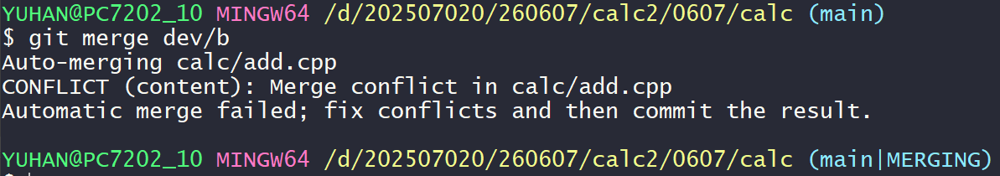 YUHAN@PC7202_10 MINGW64 /d/202507020/260607/calc2/0607/calc (main)
$ git merge dev/b
Auto-merging calc/add.cpp
CONFLICT (content): Merge conflict in calc/add.cpp
Automatic merge failed; fix conflicts and then commit the result.
YUHAN@PC7202_10 MINGW64 /d/202507020/260607/calc2/0607/calc (main|MERGING)
$